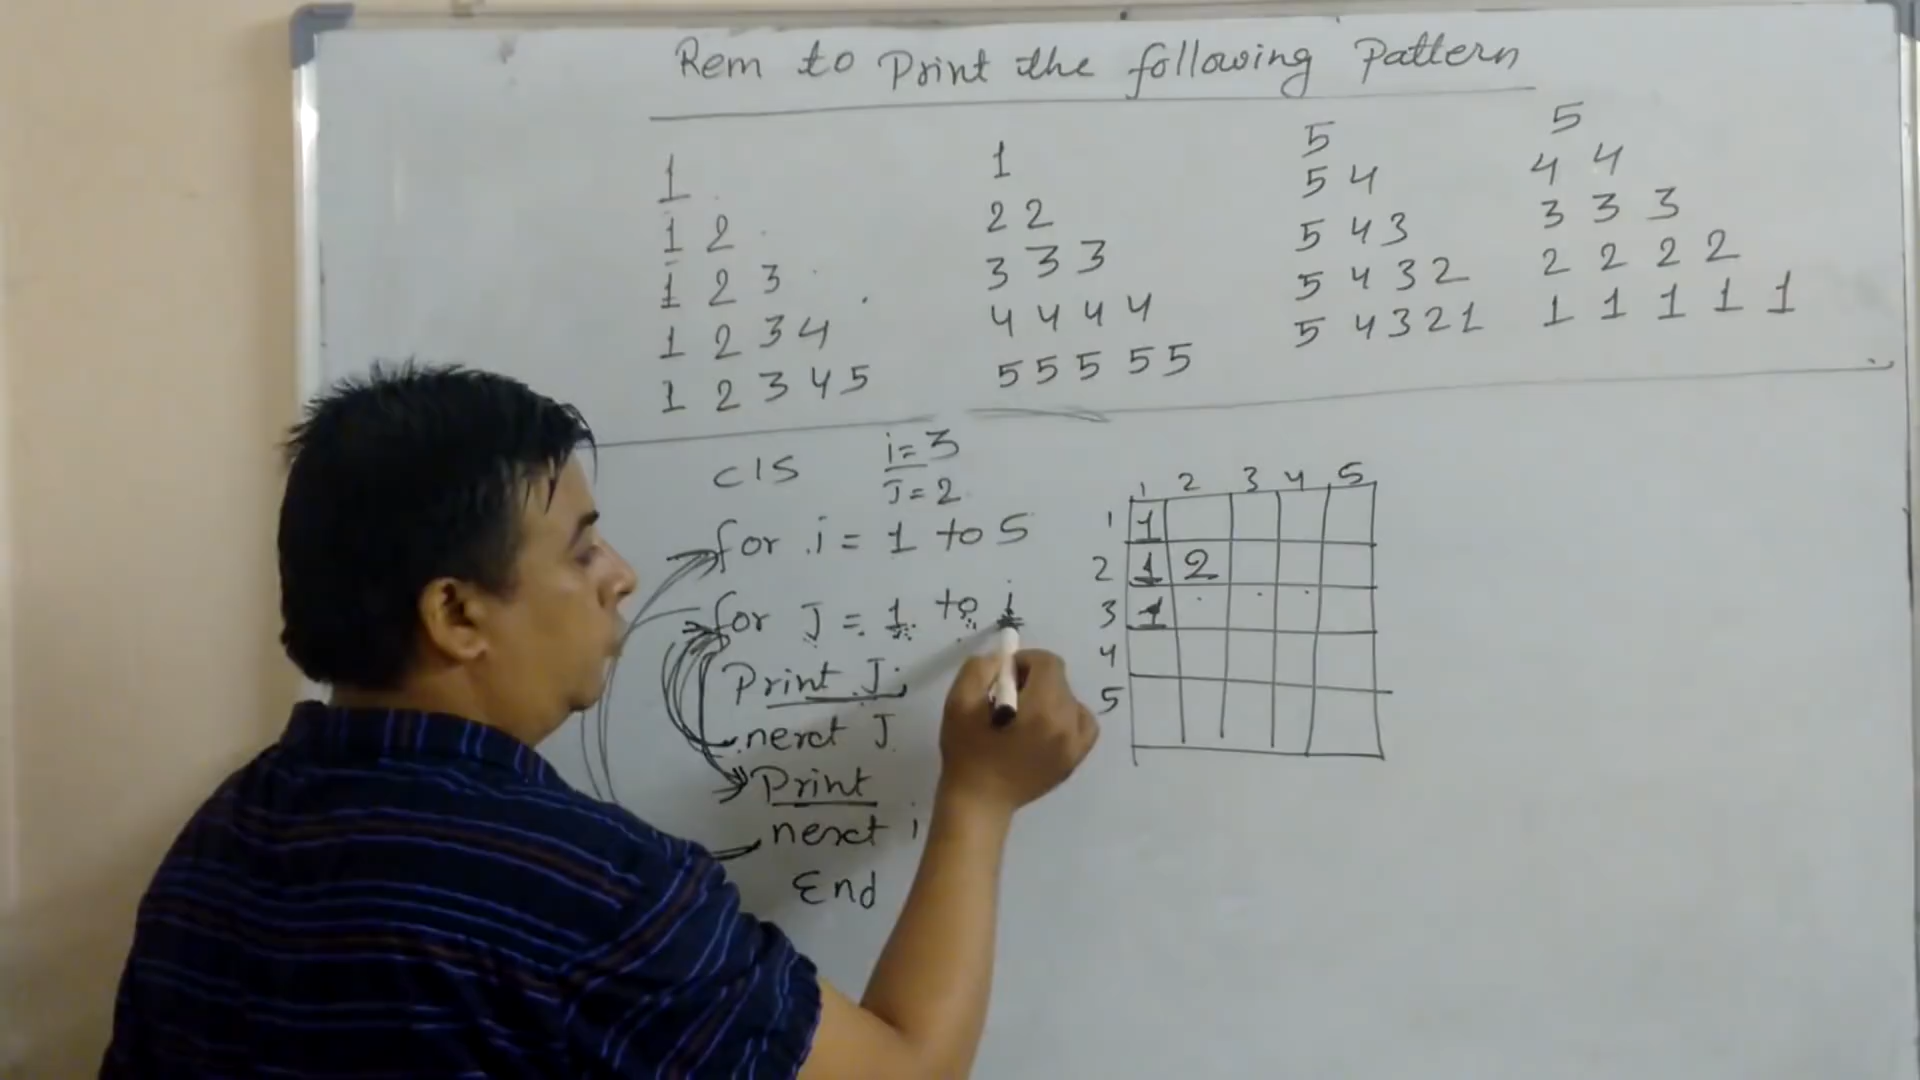 Rem to Print the following Pattern
1
1 2
1 2 3
1 2 3 4
1 2 3 4 5
1
2 2
3 3 3
4 4 4 4
5 5 5 5 5
5
5 4
5 4 3
5 4 3 2
5 4 3 2 1
5
4 4
3 3 3
2 2 2 2
1 1 1 1 1
cls
i = 3
J = 2
for i = 1 to 5
for J = 1 to i
Print J;
next J
Print
next i
End
1 2 3 4 5
1 1
2 1 2
3 1
4
5